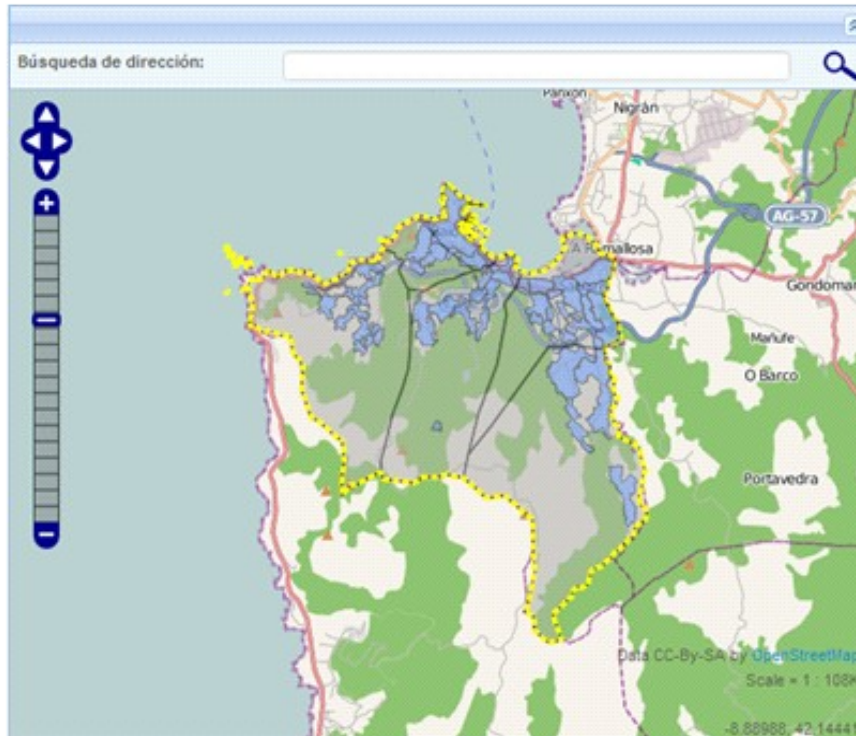 Búsqueda de dirección:
Panxón
Nigrán
AG-57
A Ramallosa
Gondomar
Mañufe
O Barco
Portavedra
Data CC-By-SA by OpenStreetMap
Scale = 1 : 108K
-8.88988, 42.14441